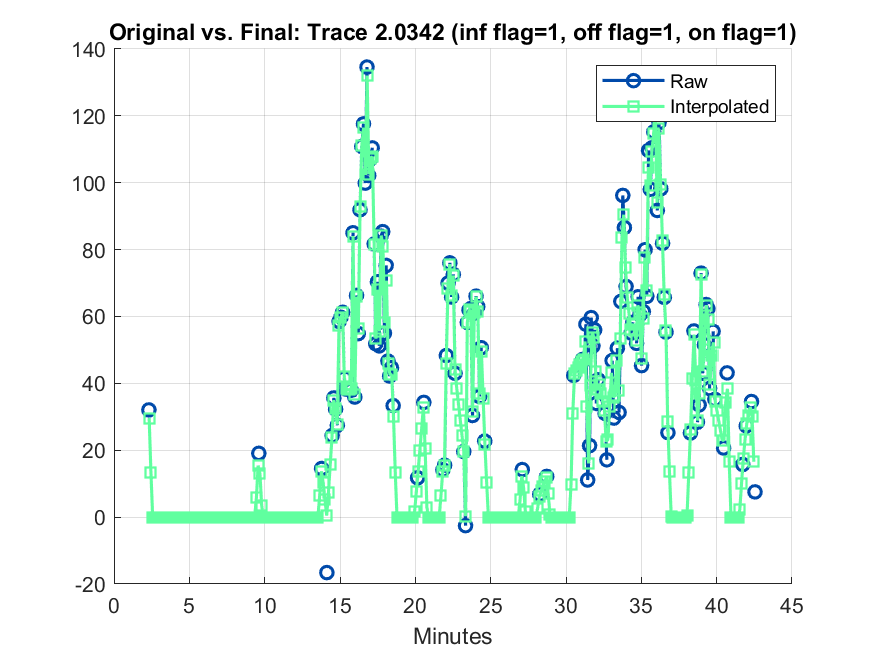 Original vs. Final: Trace 2.0342 (inf flag=1, off flag=1, on flag=1)
140
120
100
80
60
40
20
0
-20
Raw
Interpolated
0 5 10 15 20 25 30 35 40 45
Minutes